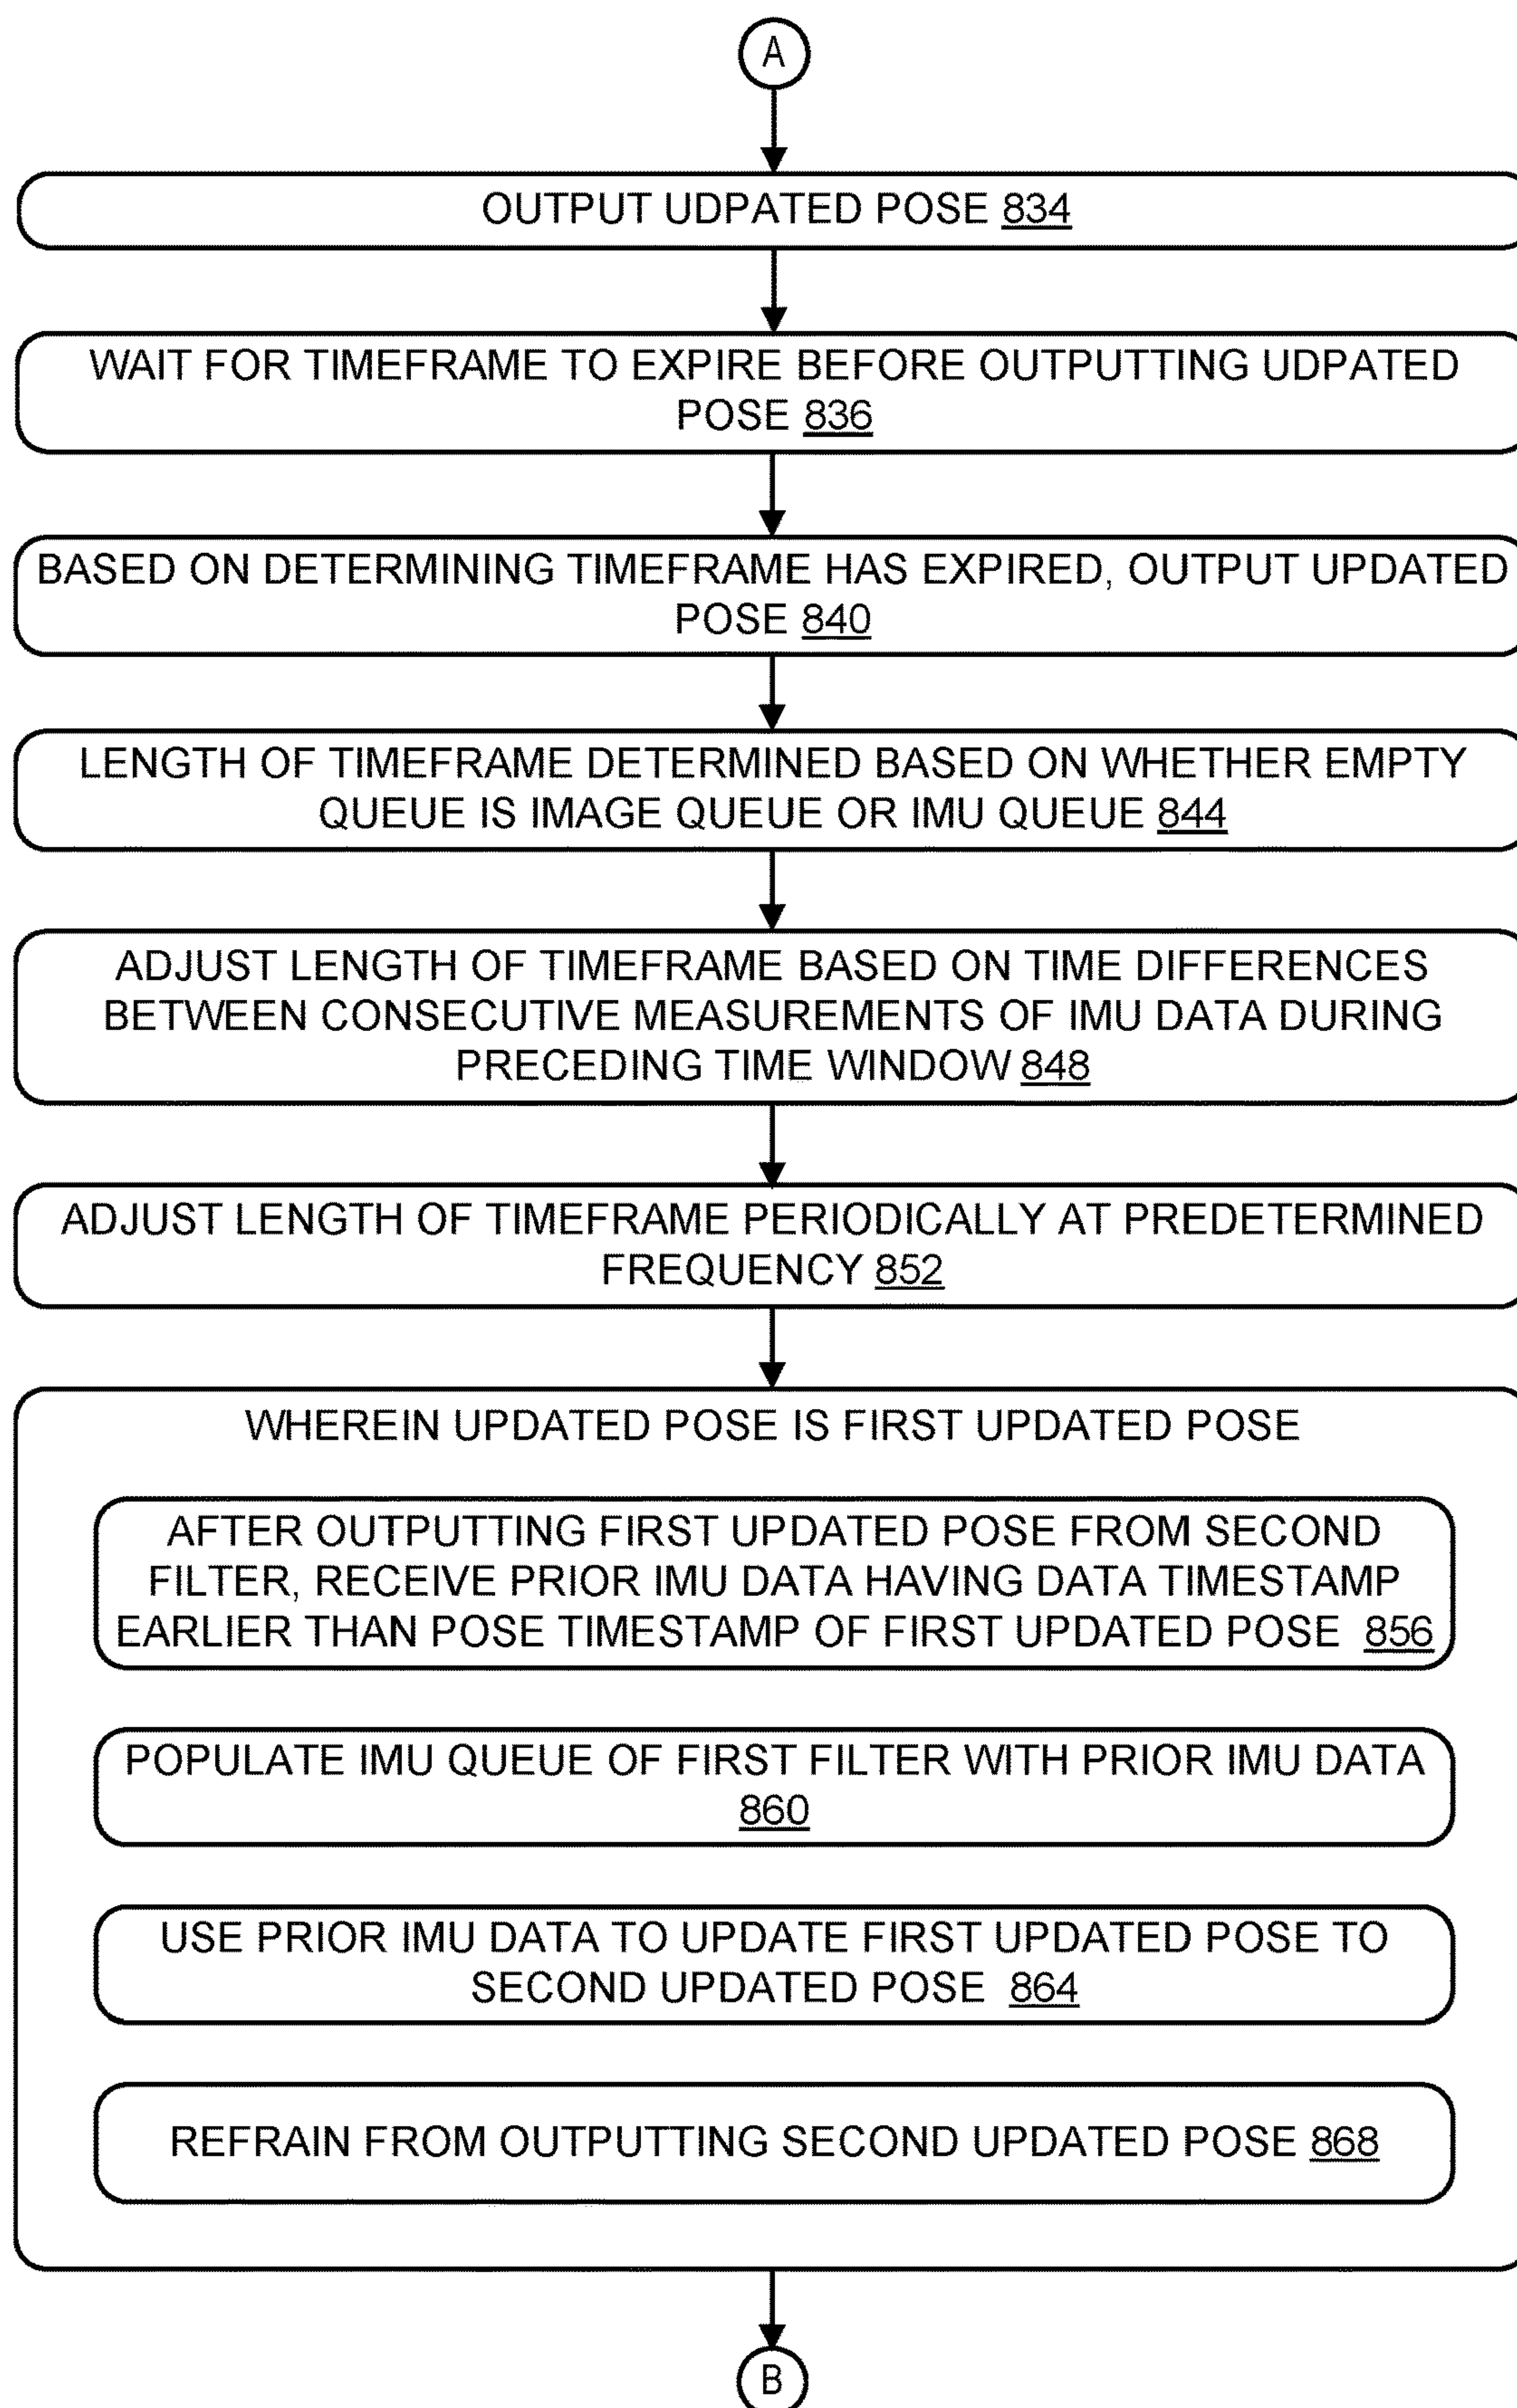 A
OUTPUT UDPATED POSE 834
WAIT FOR TIMEFRAME TO EXPIRE BEFORE OUTPUTTING UDPATED
POSE 836
BASED ON DETERMINING TIMEFRAME HAS EXPIRED, OUTPUT UPDATED
POSE 840
LENGTH OF TIMEFRAME DETERMINED BASED ON WHETHER EMPTY
QUEUE IS IMAGE QUEUE OR IMU QUEUE 844
ADJUST LENGTH OF TIMEFRAME BASED ON TIME DIFFERENCES
BETWEEN CONSECUTIVE MEASUREMENTS OF IMU DATA DURING
PRECEDING TIME WINDOW 848
ADJUST LENGTH OF TIMEFRAME PERIODICALLY AT PREDETERMINED
FREQUENCY 852
WHEREIN UPDATED POSE IS FIRST UPDATED POSE
AFTER OUTPUTTING FIRST UPDATED POSE FROM SECOND
FILTER, RECEIVE PRIOR IMU DATA HAVING DATA TIMESTAMP
EARLIER THAN POSE TIMESTAMP OF FIRST UPDATED POSE 856
POPULATE IMU QUEUE OF FIRST FILTER WITH PRIOR IMU DATA
860
USE PRIOR IMU DATA TO UPDATE FIRST UPDATED POSE TO
SECOND UPDATED POSE 864
REFRAIN FROM OUTPUTTING SECOND UPDATED POSE 868
B